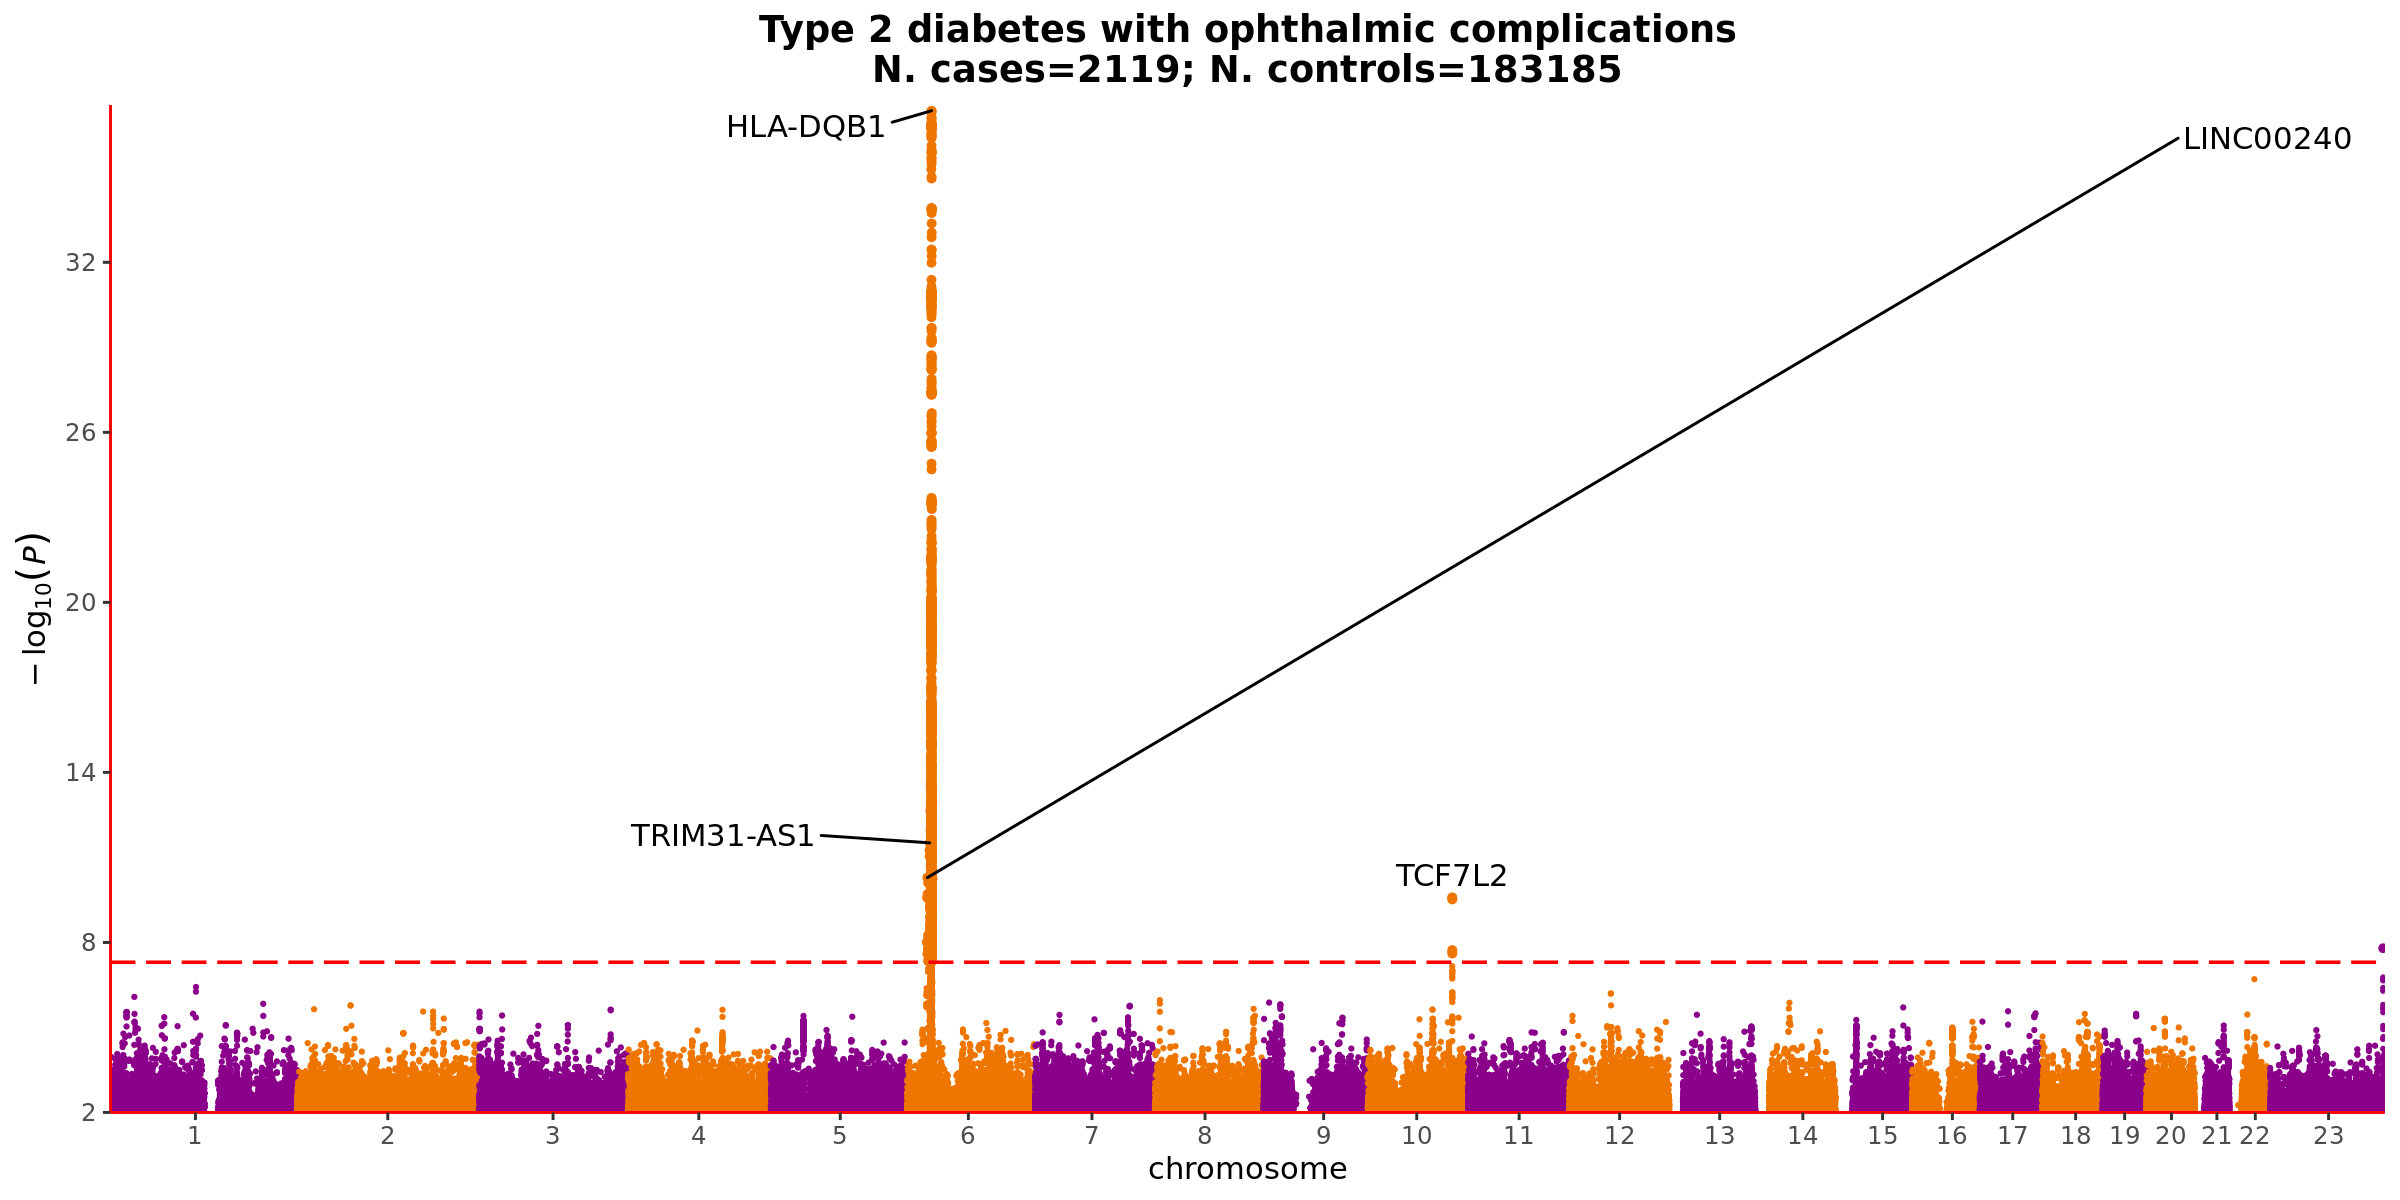 Type 2 diabetes with ophthalmic complications
N. cases=2119; N. controls=183185
HLA-DQB1
LINC00240
TRIM31-AS1
TCF7L2
32
26
20
14
8
2
−log10(P)
1 2 3 4 5 6 7 8 9 10 11 12 13 14 15 16 17 18 19 20 21 22 23
chromosome